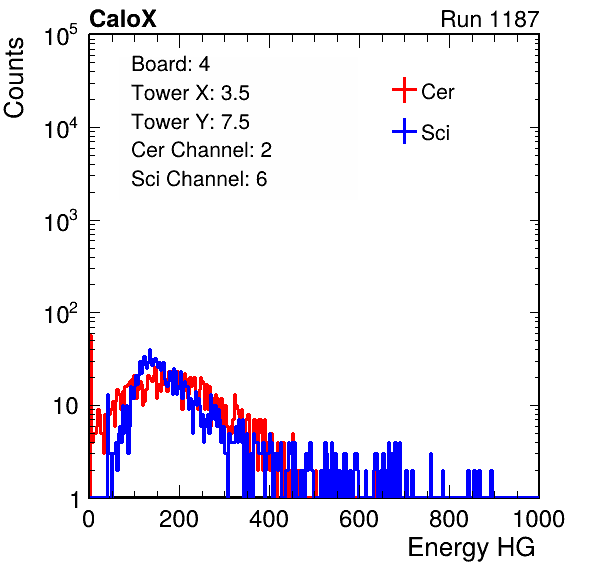 CaloX Run 1187
Counts
10^5
10^4
10^3
10^2
10
1
Board: 4
Tower X: 3.5
Tower Y: 7.5
Cer Channel: 2
Sci Channel: 6
Cer
Sci
0 200 400 600 800 1000
Energy HG